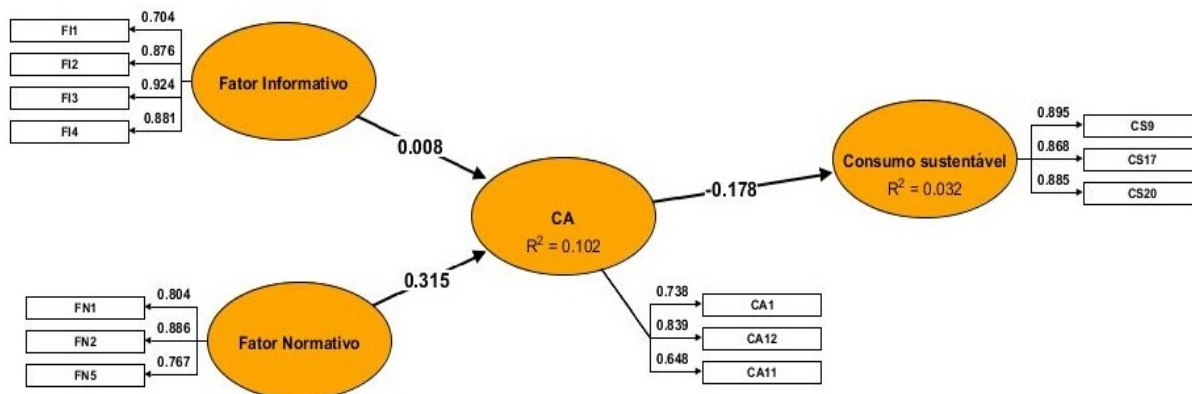 0.704
FI1
0.876
FI2
0.924
FI3
0.881
FI4
Fator Informativo
0.008
0.895
CS9
0.868
CS17
0.885
CS20
Consumo sustentável
R² = 0.032
-0.178
CA
R² = 0.102
0.315
0.804
FN1
0.886
FN2
0.767
FN5
Fator Normativo
0.738
CA1
0.839
CA12
0.648
CA11